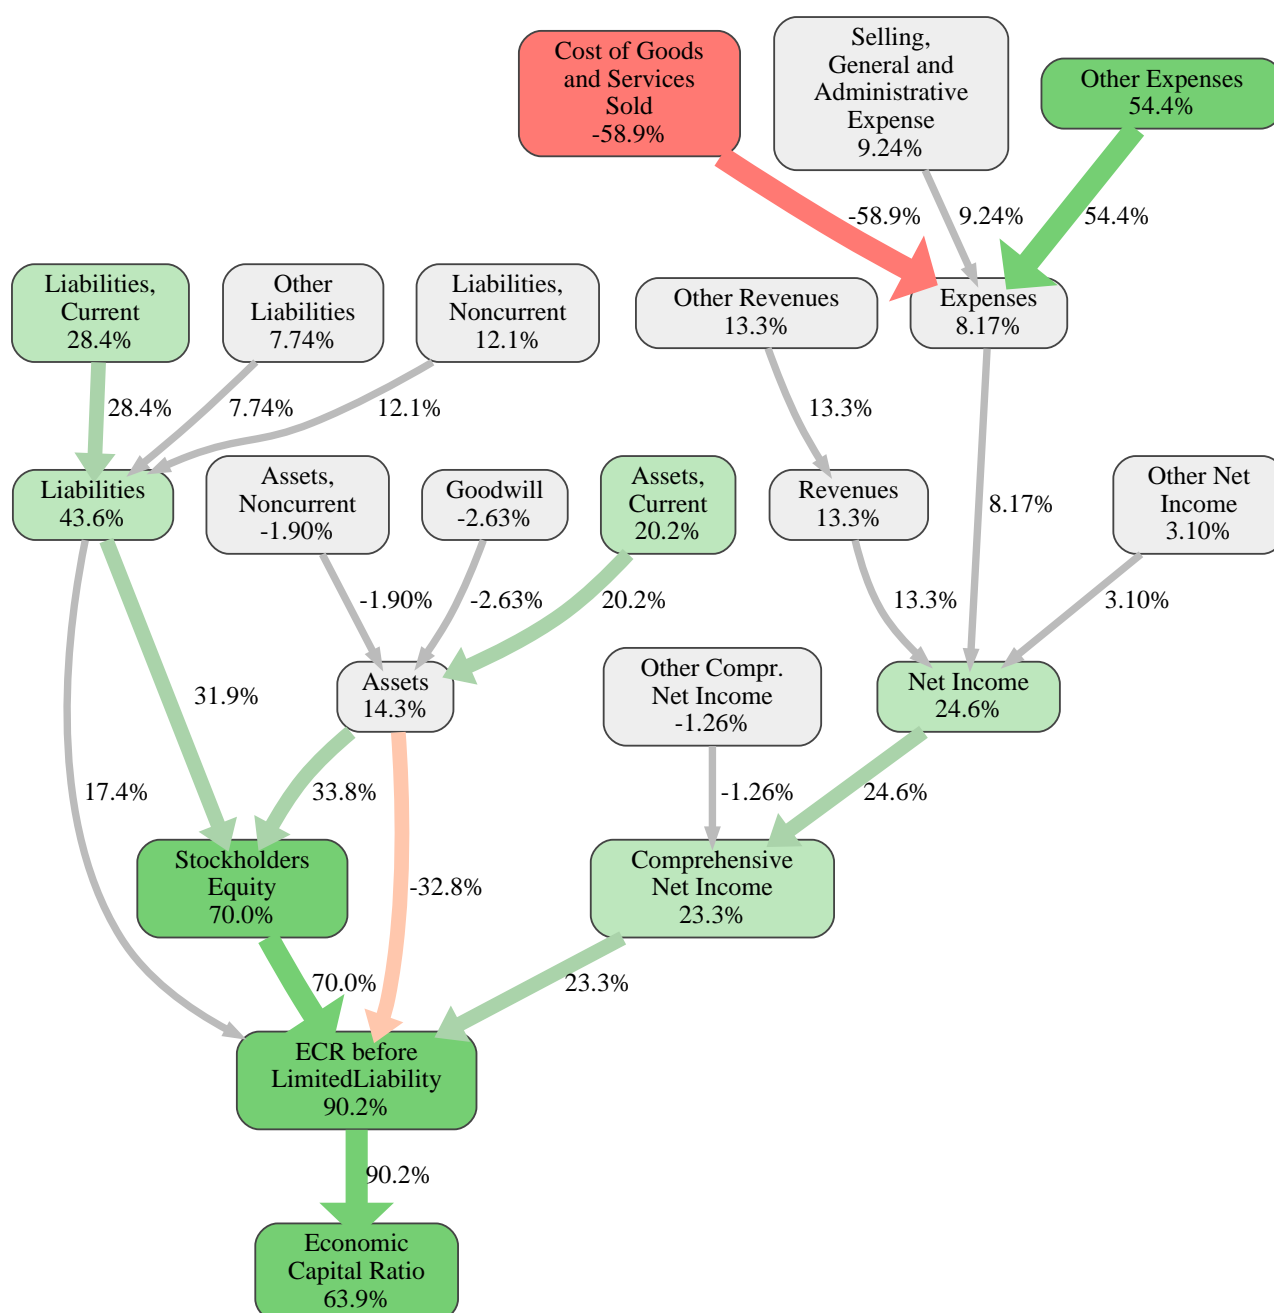 Cost of Goods
and Services
Sold
-58.9%
Selling,
General and
Administrative
Expense
9.24%
Other Expenses
54.4%
-58.9%
9.24%
54.4%
Liabilities,
Current
28.4%
Other
Liabilities
7.74%
Liabilities,
Noncurrent
12.1%
Other Revenues
13.3%
Expenses
8.17%
28.4%
7.74%
12.1%
13.3%
Liabilities
43.6%
Assets,
Noncurrent
-1.90%
Goodwill
-2.63%
Assets,
Current
20.2%
Revenues
13.3%
8.17%
Other Net
Income
3.10%
-1.90%
-2.63%
20.2%
13.3%
3.10%
31.9%
Assets
14.3%
Other Compr.
Net Income
-1.26%
Net Income
24.6%
17.4%
33.8%
-1.26%
24.6%
Stockholders
Equity
70.0%
-32.8%
Comprehensive
Net Income
23.3%
70.0%
23.3%
ECR before
LimitedLiability
90.2%
90.2%
Economic
Capital Ratio
63.9%